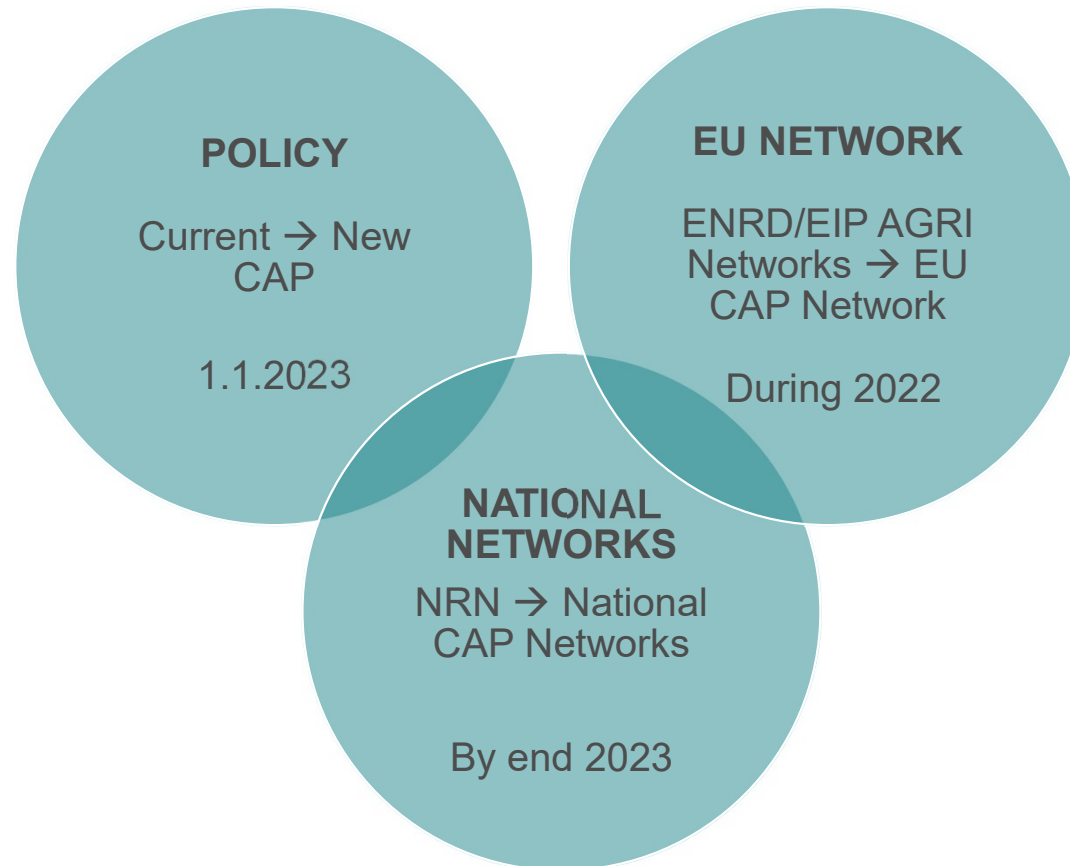 POLICY
Current → New
CAP
1.1.2023
EU NETWORK
ENRD/EIP AGRI
Networks → EU
CAP Network
During 2022
NATIONAL
NETWORKS
NRN → National
CAP Networks
By end 2023